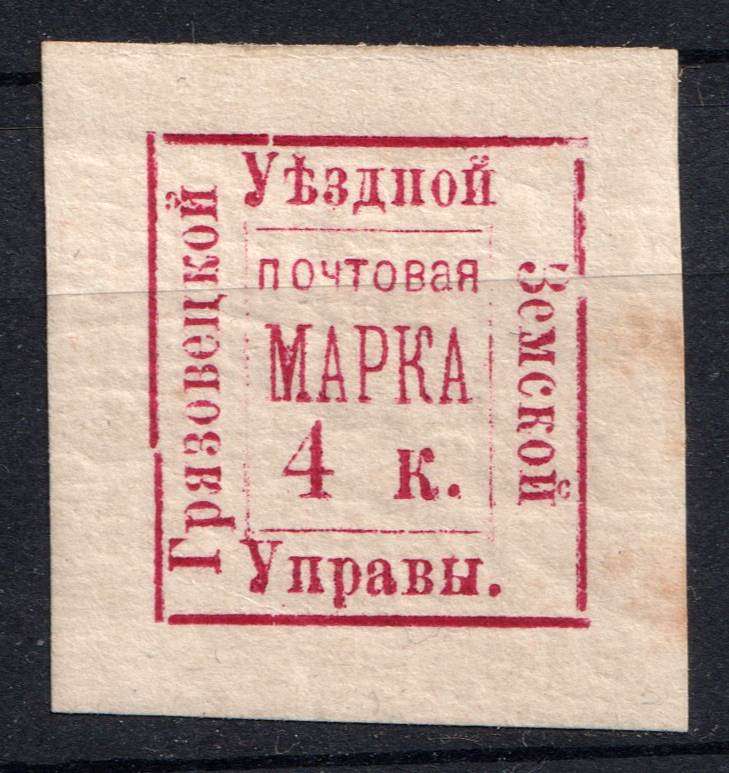 Грязовецкой
Уѣздной
Земской
Управы.
почтовая
МАРКА
4 к.